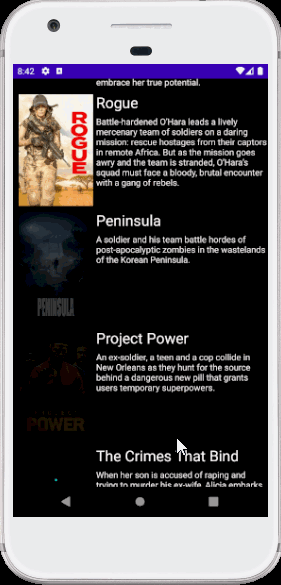 8:42
embrace her true potential.
Rogue
Battle-hardened O'Hara leads a lively
mercenary team of soldiers on a daring
mission: rescue hostages from their captors
in remote Africa. But as the mission goes
awry and the team is stranded, O'Hara's
squad must face a bloody, brutal encounter
with a gang of rebels.
ROGUE
Peninsula
A soldier and his team battle hordes of
post-apocalyptic zombies in the wastelands
of the Korean Peninsula.
PENINSULA
Project Power
An ex-soldier, a teen and a cop collide in
New Orleans as they hunt for the source
behind a dangerous new pill that grants
users temporary superpowers.
POWER
The Crimes That Bind
When her son is accused of raping and
trying to murder his ex-wife, Alicia embarks